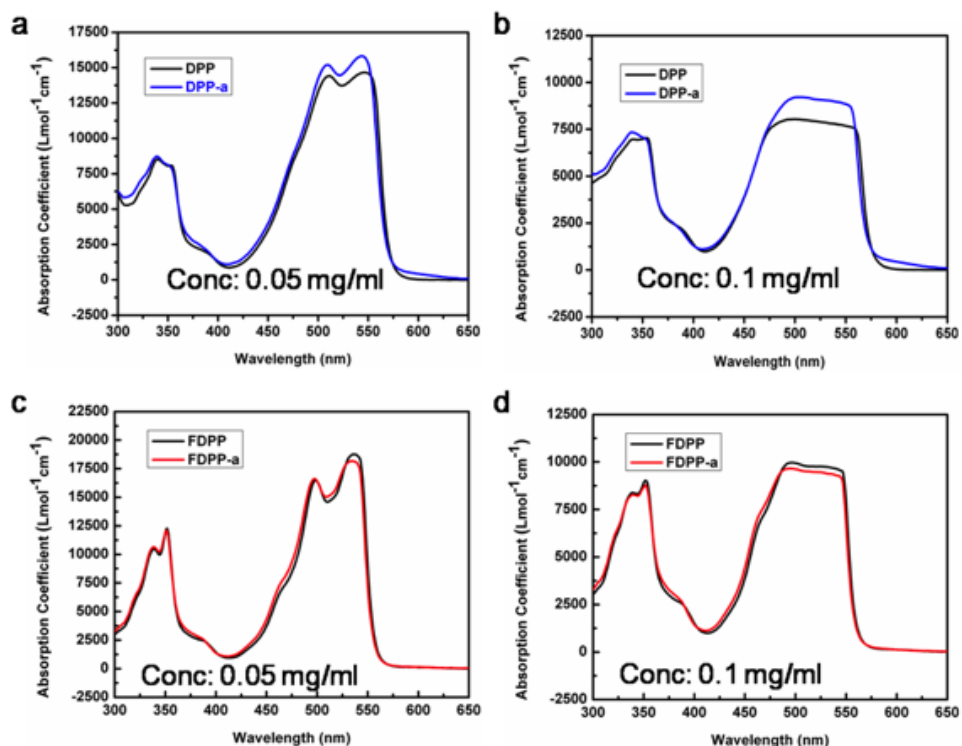 a
DPP
DPP-a
Absorption Coefficient (Lmol⁻¹cm⁻¹)
17500
15000
12500
10000
7500
5000
2500
0
-2500
Conc: 0.05 mg/ml
300 350 400 450 500 550 600 650
Wavelength (nm)
b
DPP
DPP-a
Absorption Coefficient (Lmol⁻¹cm⁻¹)
12500
10000
7500
5000
2500
0
-2500
Conc: 0.1 mg/ml
300 350 400 450 500 550 600 650
Wavelength (nm)
c
FDPP
FDPP-a
Absorption Coefficient (Lmol⁻¹cm⁻¹)
22500
20000
17500
15000
12500
10000
7500
5000
2500
0
-2500
Conc: 0.05 mg/ml
300 350 400 450 500 550 600 650
Wavelength (nm)
d
FDPP
FDPP-a
Absorption Coefficient (Lmol⁻¹cm⁻¹)
12500
10000
7500
5000
2500
0
-2500
Conc: 0.1 mg/ml
300 350 400 450 500 550 600 650
Wavelength (nm)